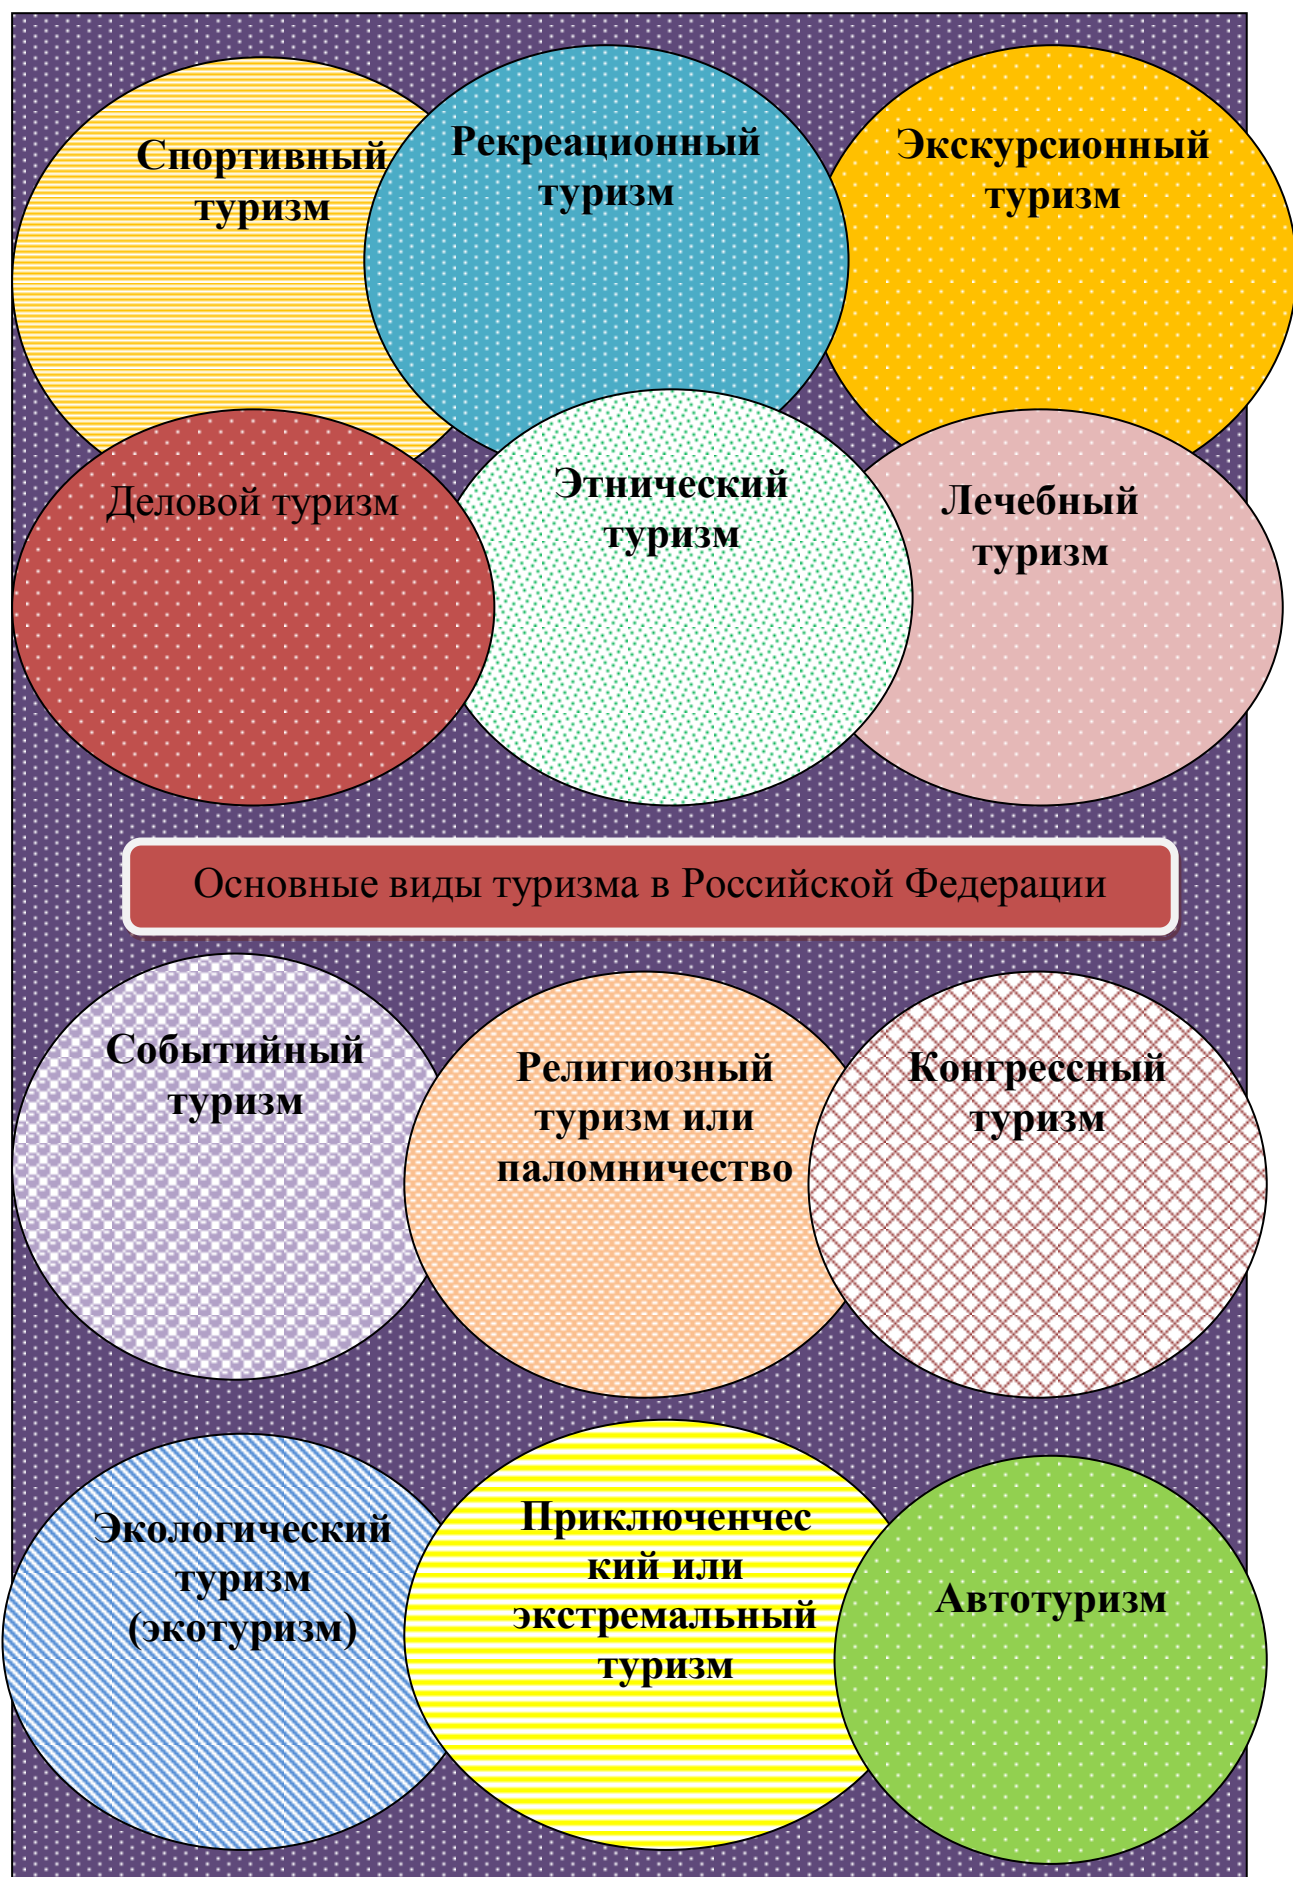 Спортивный
туризм
Рекреационный
туризм
Экскурсионный
туризм
Деловой туризм
Этнический
туризм
Лечебный
туризм
Основные виды туризма в Российской Федерации
Событийный
туризм
Религиозный
туризм или
паломничество
Конгрессный
туризм
Экологический
туризм
(экотуризм)
Приключенчес
кий или
экстремальный
туризм
Автотуризм